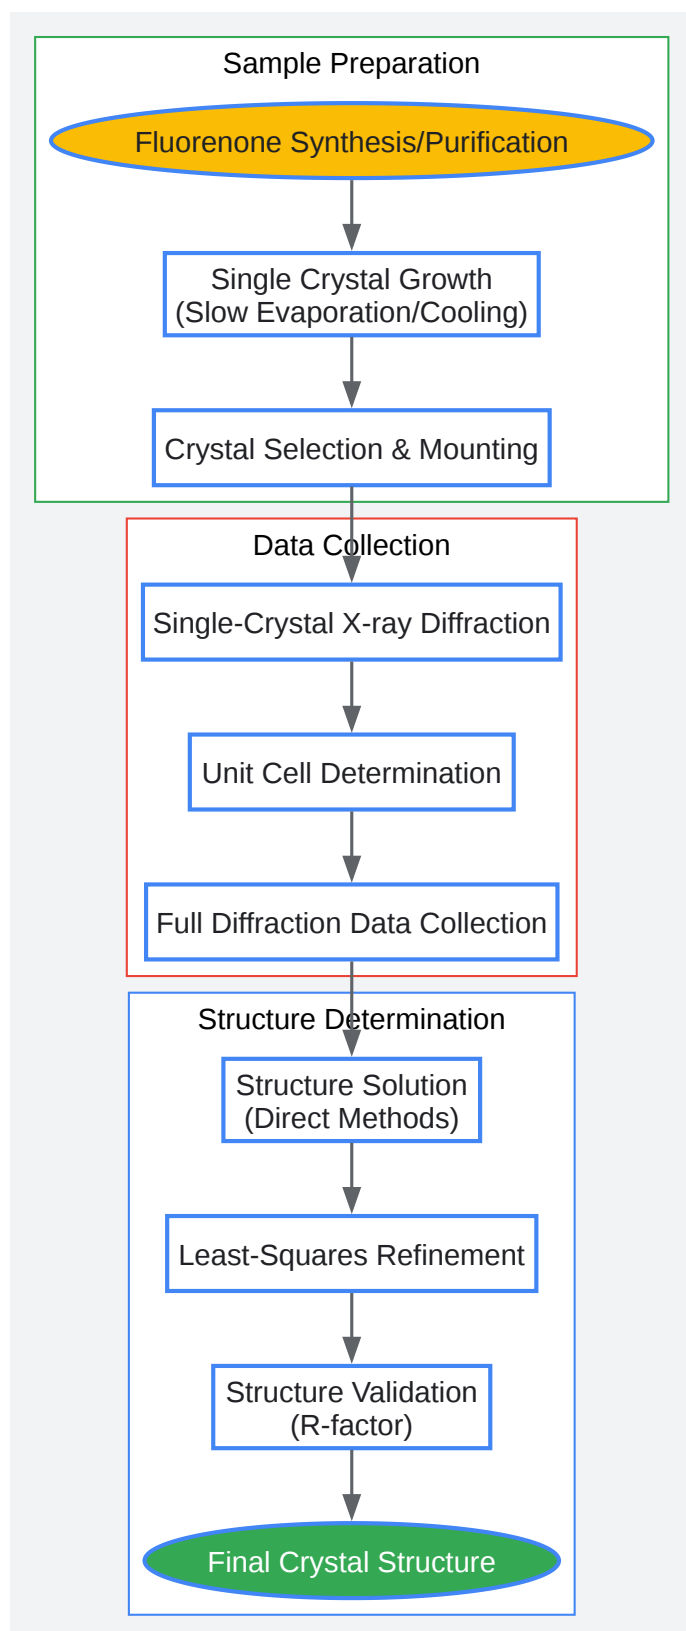 Sample Preparation
Fluorenone Synthesis/Purification
Single Crystal Growth
(Slow Evaporation/Cooling)
Crystal Selection & Mounting
Data Collection
Single-Crystal X-ray Diffraction
Unit Cell Determination
Full Diffraction Data Collection
Structure Determination
Structure Solution
(Direct Methods)
Least-Squares Refinement
Structure Validation
(R-factor)
Final Crystal Structure